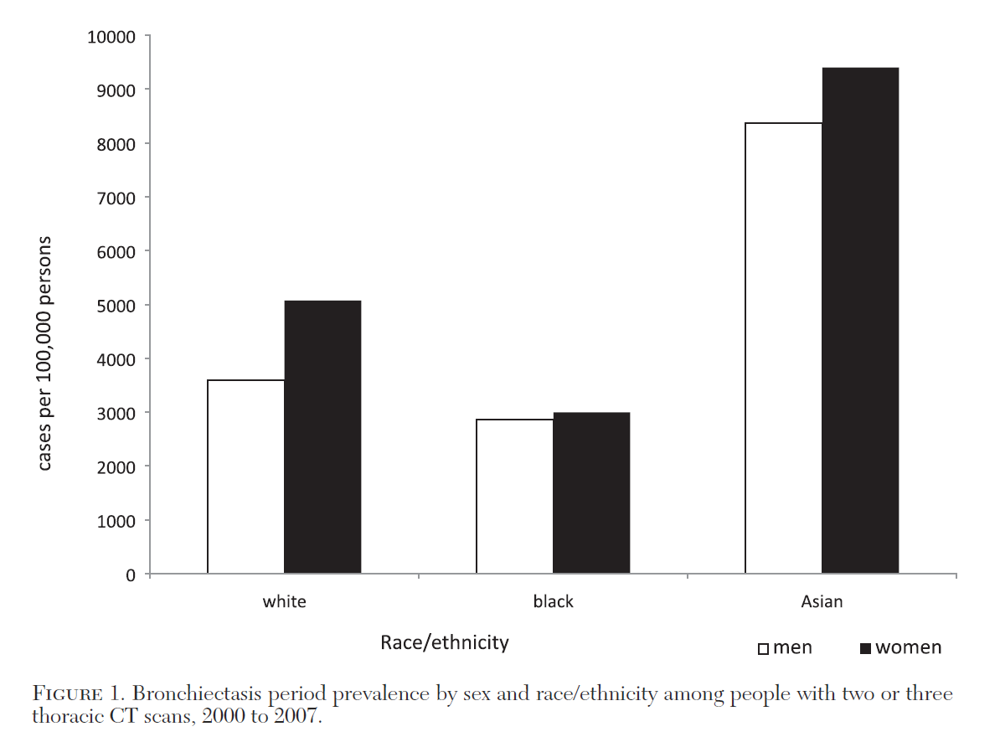 10000
9000
8000
7000
6000
5000
4000
3000
2000
1000
0
cases per 100,000 persons
white black Asian
Race/ethnicity
men women
FIGURE 1. Bronchiectasis period prevalence by sex and race/ethnicity among people with two or three
thoracic CT scans, 2000 to 2007.